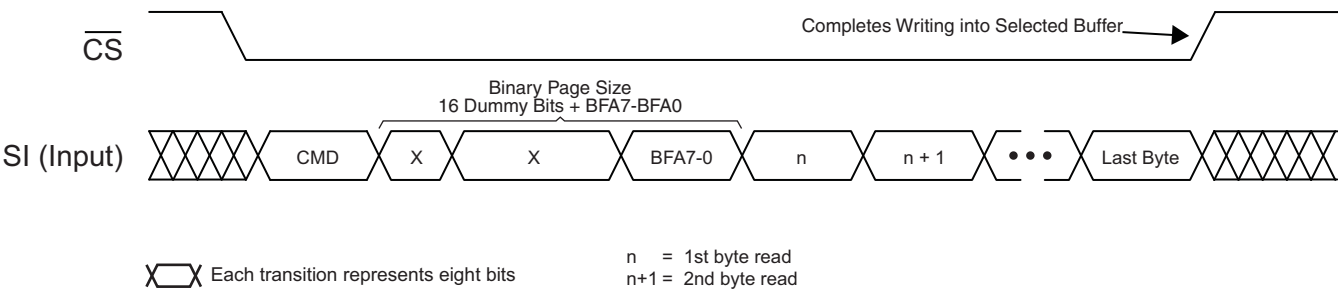 Completes Writing into Selected Buffer
CS
Binary Page Size
16 Dummy Bits + BFA7-BFA0
SI (Input)
CMD
X
X
BFA7-0
n
n + 1
Last Byte
Each transition represents eight bits
n = 1st byte read
n+1 = 2nd byte read